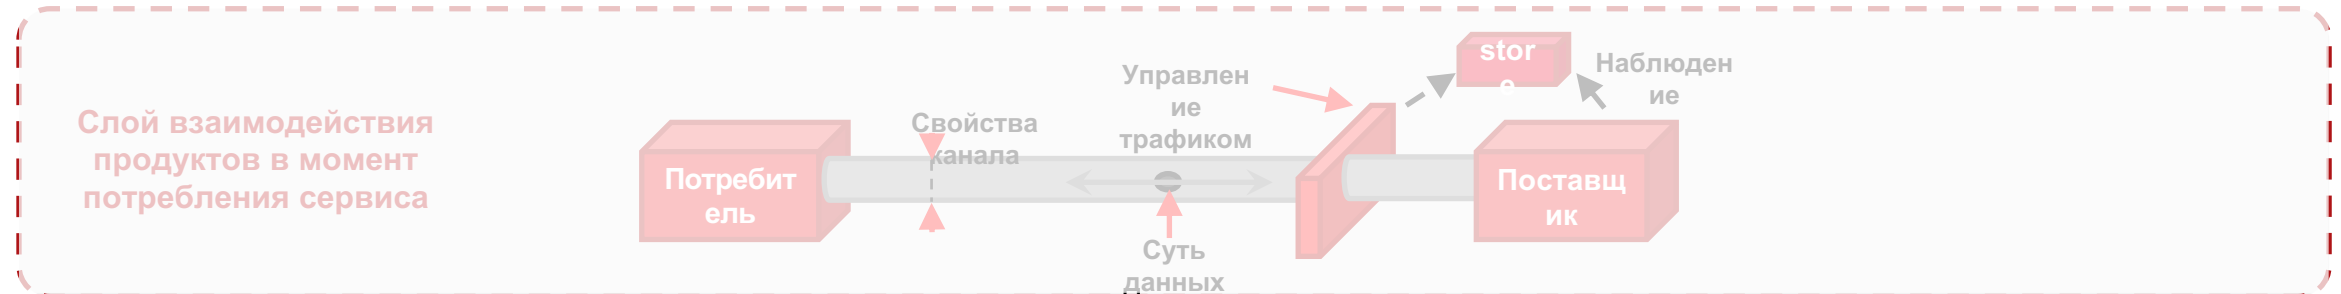 Слой взаимодействия
продуктов в момент
потребления сервиса
Потребит
ель
Свойства
канала
Управлен
ие
трафиком
Суть
данных
stor
e
Наблюден
ие
Поставщ
ик